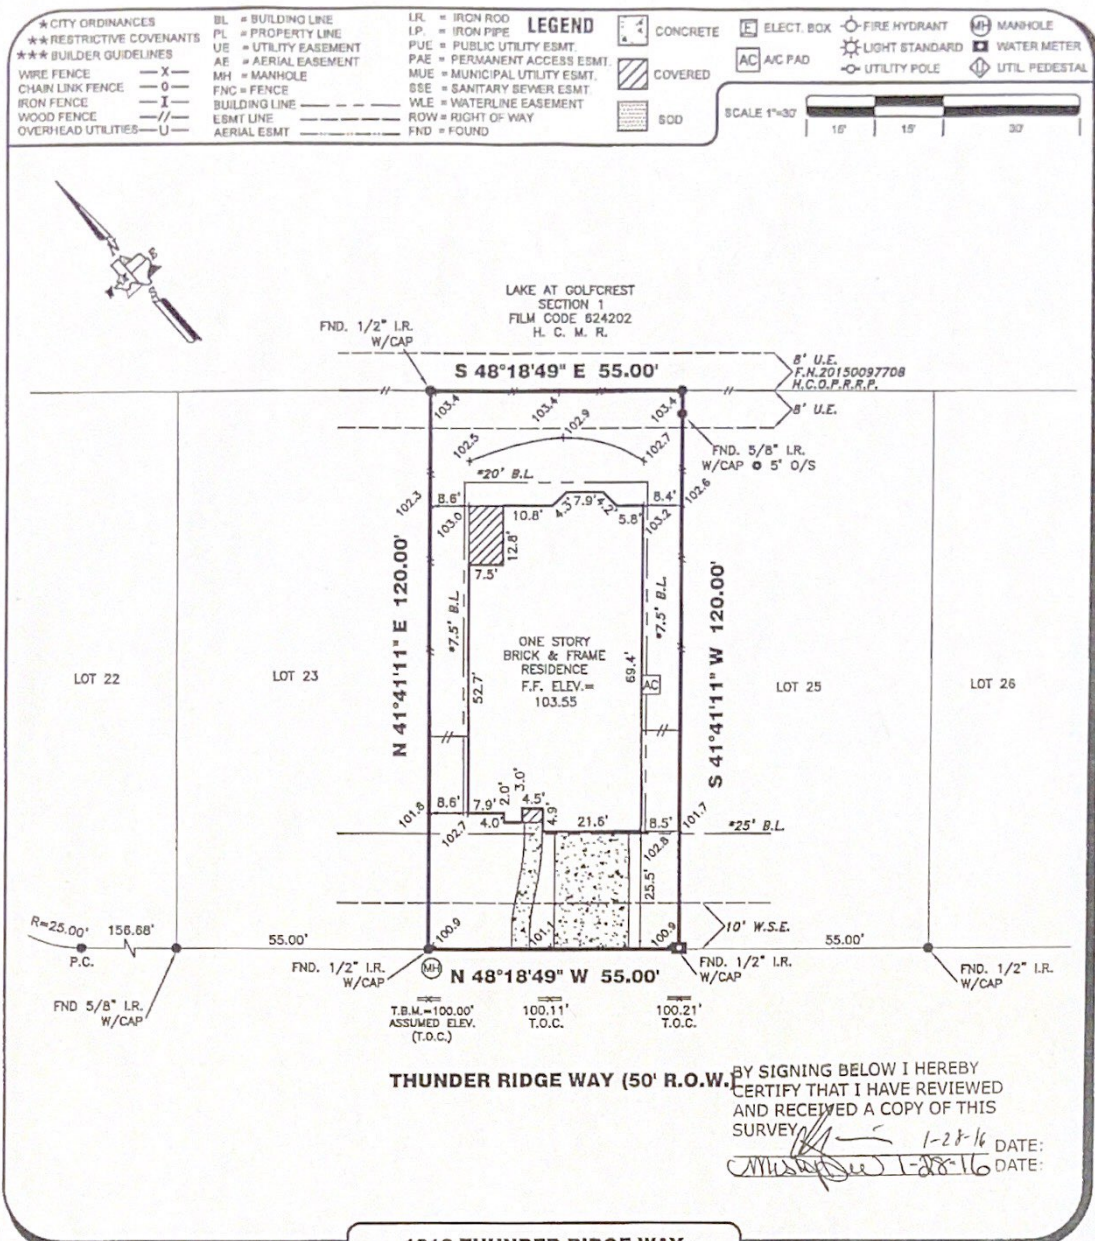 ★ CITY ORDINANCES
★★ RESTRICTIVE COVENANTS
★★★ BUILDER GUIDELINES
WIRE FENCE —X—
CHAIN LINK FENCE —0—
IRON FENCE —I—
WOOD FENCE —//—
OVERHEAD UTILITIES —U—
BL = BUILDING LINE
PL = PROPERTY LINE
UE = UTILITY EASEMENT
AE = AERIAL EASEMENT
MH = MANHOLE
FNC = FENCE
BUILDING LINE
ESMT LINE
AERIAL ESMT
I.R. = IRON ROD
I.P. = IRON PIPE
PUE = PUBLIC UTILITY ESMT.
PAE = PERMANENT ACCESS ESMT.
MUE = MUNICIPAL UTILITY ESMT.
SSE = SANITARY SEWER ESMT.
WLE = WATERLINE EASEMENT
ROW = RIGHT OF WAY
FND = FOUND
LEGEND
CONCRETE
COVERED
SOD
E ELECT. BOX
AC A/C PAD
FIRE HYDRANT
LIGHT STANDARD
UTILITY POLE
MH MANHOLE
WATER METER
UTIL. PEDESTAL
SCALE 1"=30'
15' 15' 30'
LAKE AT GOLFCREST
SECTION 1
FILM CODE 624202
H. C. M. R.
FND. 1/2" I.R.
W/CAP
S 48°18'49" E 55.00'
8' U.E.
F.N.20150097708
H.C.O.P.R.R.P.
8' U.E.
103.4 103.4 103.4
102.5 102.9 102.7
FND. 5/8" I.R.
W/CAP @ 5' O/S
*20' B.L.
102.3 8.6' 103.0 10.8' 4.3' 7.9' 4.2' 5.8' 103.2 8.4' 102.6
12.8'
7.5'
N 41°41'11" E 120.00'
*7.5' B.L.
*7.5' B.L.
S 41°41'11" W 120.00'
ONE STORY
BRICK & FRAME
RESIDENCE
F.F. ELEV.=
103.55
52.7'
69.4'
AC
LOT 22
LOT 23
LOT 25
LOT 26
101.8 8.6' 102.7 7.9' 2.0' 3.0' 4.5' 4.0' 4.9' 21.6' 8.5' 102.8 101.7
*25' B.L.
25.5'
10' W.S.E.
R=25.00' 156.68'
P.C.
55.00'
100.9 101.1 100.9
55.00'
FND 5/8" I.R.
W/CAP
FND. 1/2" I.R.
W/CAP
MH
N 48°18'49" W 55.00'
FND. 1/2" I.R.
W/CAP
FND. 1/2" I.R.
W/CAP
T.B.M.=100.00'
ASSUMED ELEV.
(T.O.C.)
100.11'
T.O.C.
100.21'
T.O.C.
THUNDER RIDGE WAY (50' R.O.W.)
BY SIGNING BELOW I HEREBY
CERTIFY THAT I HAVE REVIEWED
AND RECEIVED A COPY OF THIS
SURVEY
1-28-16 DATE:
1-28-16 DATE:
THUNDER RIDGE WAY